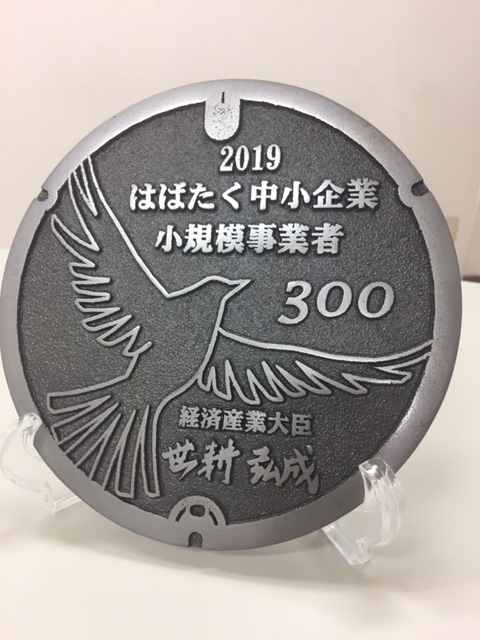 2019
はばたく中小企業
小規模事業者
300
経済産業大臣
世耕弘成